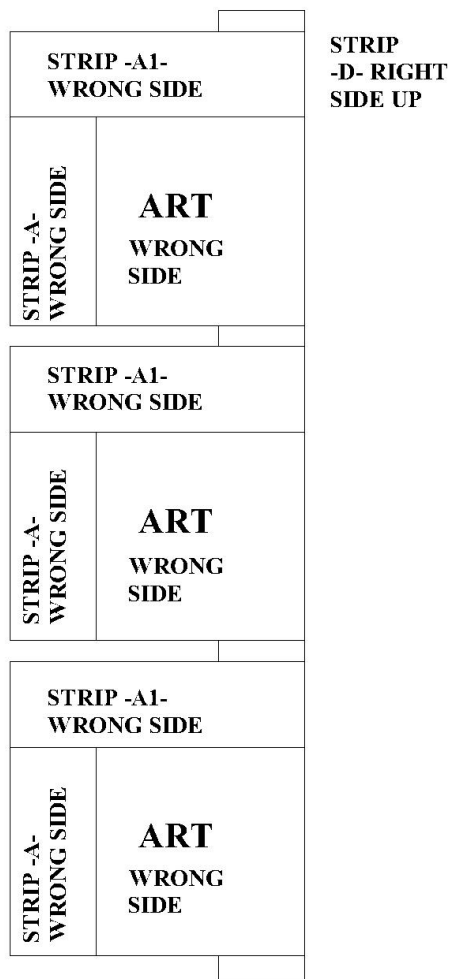 STRIP -A1-
WRONG SIDE
STRIP
-D- RIGHT
SIDE UP
STRIP -A-
WRONG SIDE
ART
WRONG
SIDE
STRIP -A1-
WRONG SIDE
STRIP -A-
WRONG SIDE
ART
WRONG
SIDE
STRIP -A1-
WRONG SIDE
STRIP -A-
WRONG SIDE
ART
WRONG
SIDE